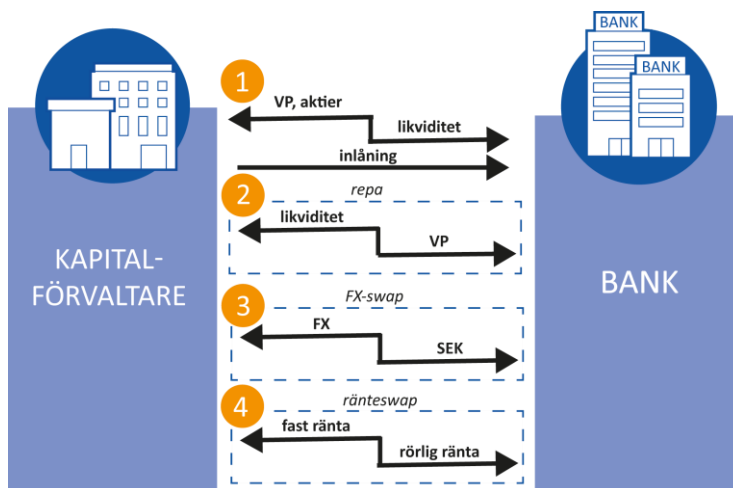 BANK
BANK
1
VP, aktier
likviditet
inlåning
2
repa
likviditet
VP
KAPITAL-
FÖRVALTARE
BANK
3
FX-swap
FX
SEK
4
ränteswap
fast ränta
rörlig ränta